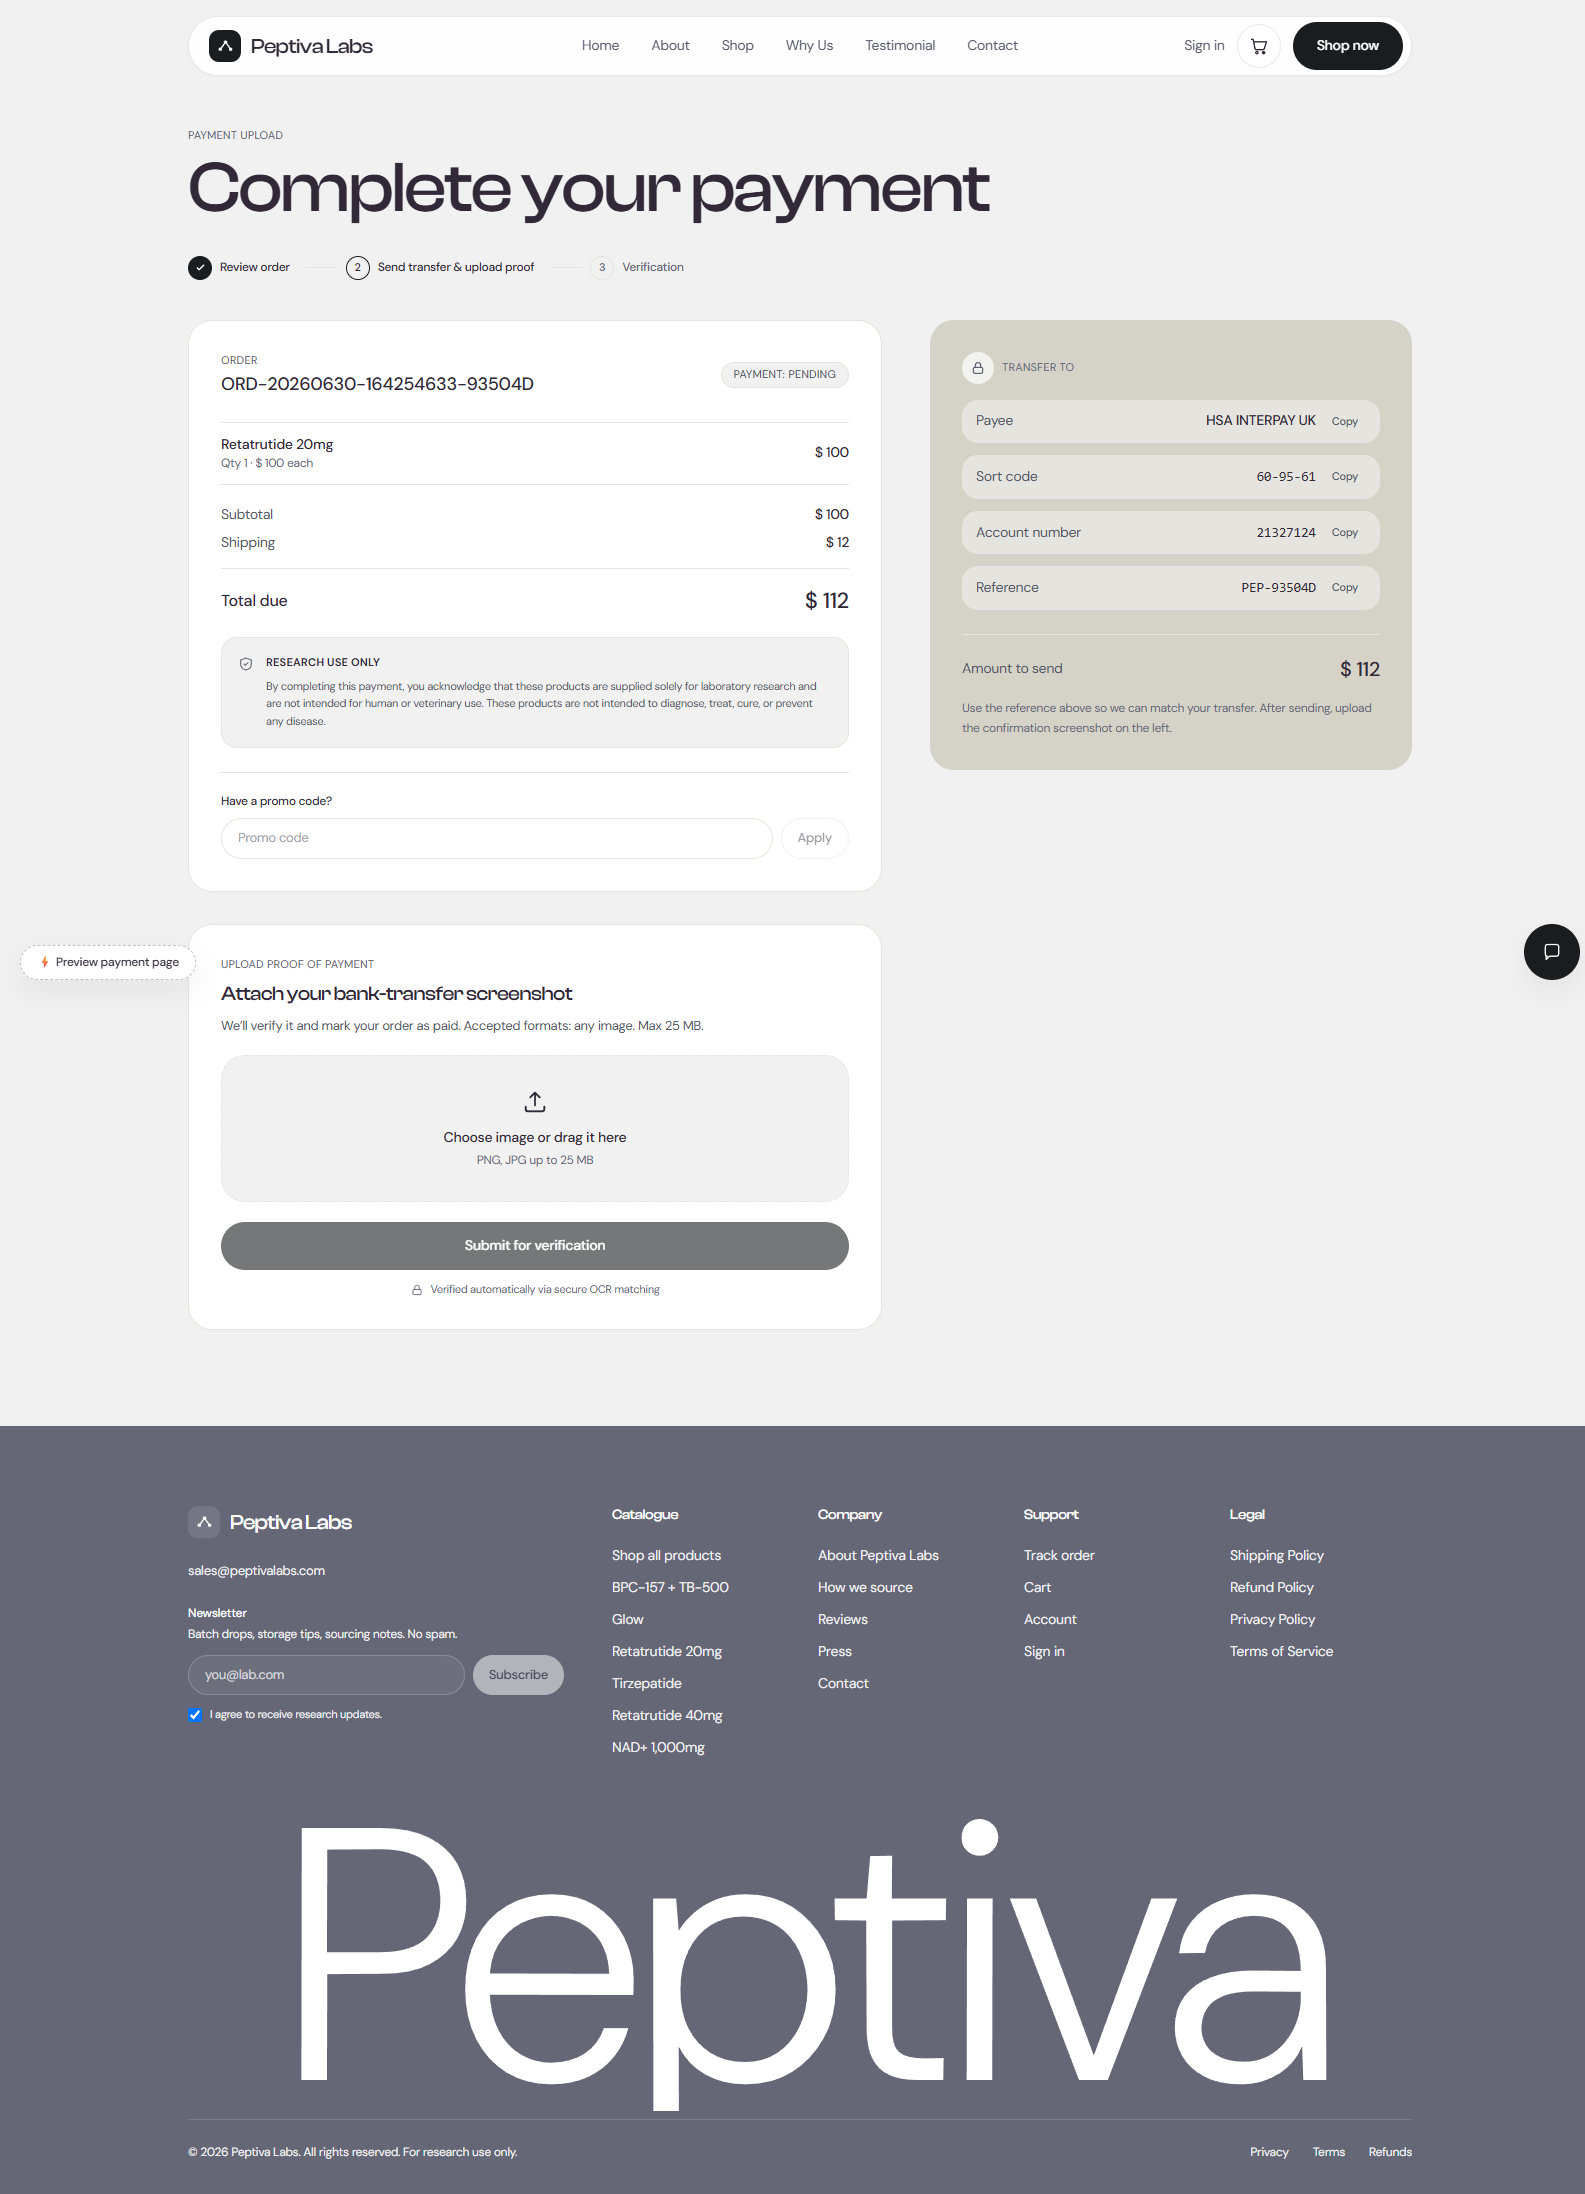 Peptiva Labs
Home About Shop Why Us Testimonial Contact
Sign in
Shop now
PAYMENT UPLOAD
Complete your payment
Review order
2 Send transfer & upload proof
3 Verification
ORDER
ORD-20260630-164254633-93504D
PAYMENT: PENDING
Retatrutide 20mg
Qty 1 · $ 100 each
$ 100
Subtotal $ 100
Shipping $ 12
Total due $ 112
RESEARCH USE ONLY
By completing this payment, you acknowledge that these products are supplied solely for laboratory research and
are not intended for human or veterinary use. These products are not intended to diagnose, treat, cure, or prevent
any disease.
Have a promo code?
Promo code
Apply
TRANSFER TO
Payee HSA INTERPAY UK Copy
Sort code 60-95-61 Copy
Account number 21327124 Copy
Reference PEP-93504D Copy
Amount to send $ 112
Use the reference above so we can match your transfer. After sending, upload
the confirmation screenshot on the left.
Preview payment page
UPLOAD PROOF OF PAYMENT
Attach your bank-transfer screenshot
We'll verify it and mark your order as paid. Accepted formats: any image. Max 25 MB.
Choose image or drag it here
PNG, JPG up to 25 MB
Submit for verification
Verified automatically via secure OCR matching
Peptiva Labs
sales@peptivalabs.com
Newsletter
Batch drops, storage tips, sourcing notes. No spam.
you@lab.com
Subscribe
I agree to receive research updates.
Catalogue
Shop all products
BPC-157 + TB-500
Glow
Retatrutide 20mg
Tirzepatide
Retatrutide 40mg
NAD+ 1,000mg
Company
About Peptiva Labs
How we source
Reviews
Press
Contact
Support
Track order
Cart
Account
Sign in
Legal
Shipping Policy
Refund Policy
Privacy Policy
Terms of Service
Peptiva
© 2026 Peptiva Labs. All rights reserved. For research use only.
Privacy Terms Refunds